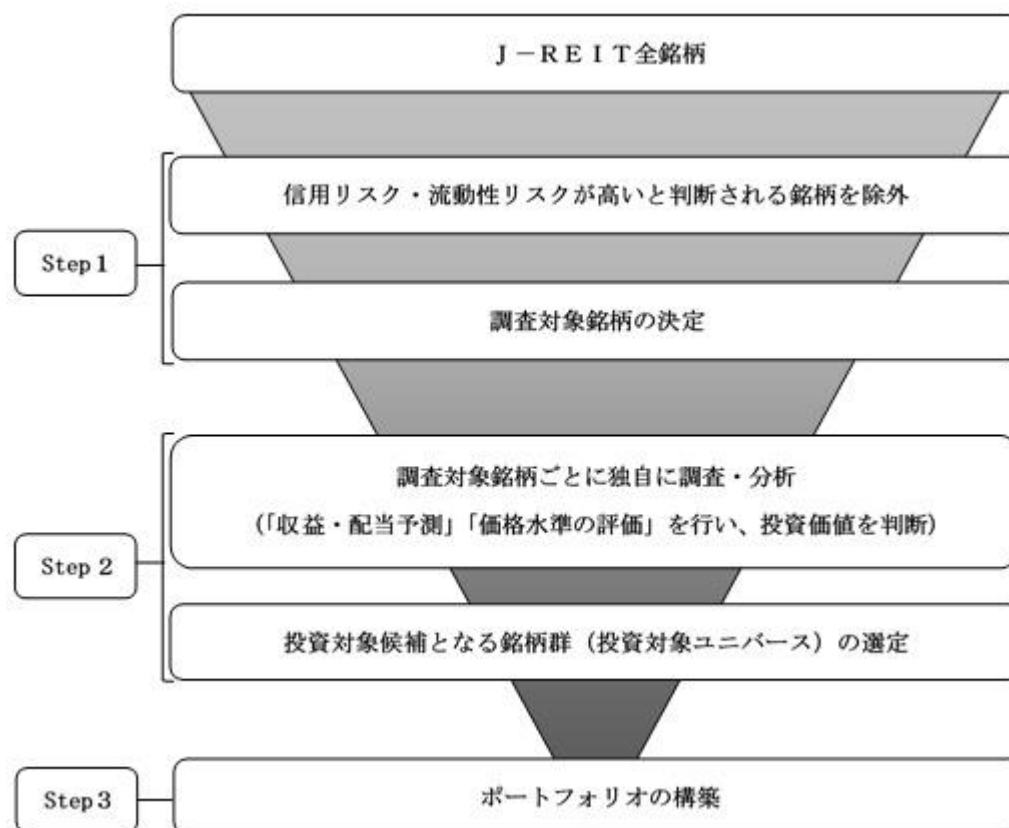 J－REIT全銘柄
信用リスク・流動性リスクが高いと判断される銘柄を除外
Step1
調査対象銘柄の決定
調査対象銘柄ごとに独自に調査・分析
（「収益・配当予測」「価格水準の評価」を行い、投資価値を判断）
Step 2
投資対象候補となる銘柄群（投資対象ユニバース）の選定
Step3
ポートフォリオの構築